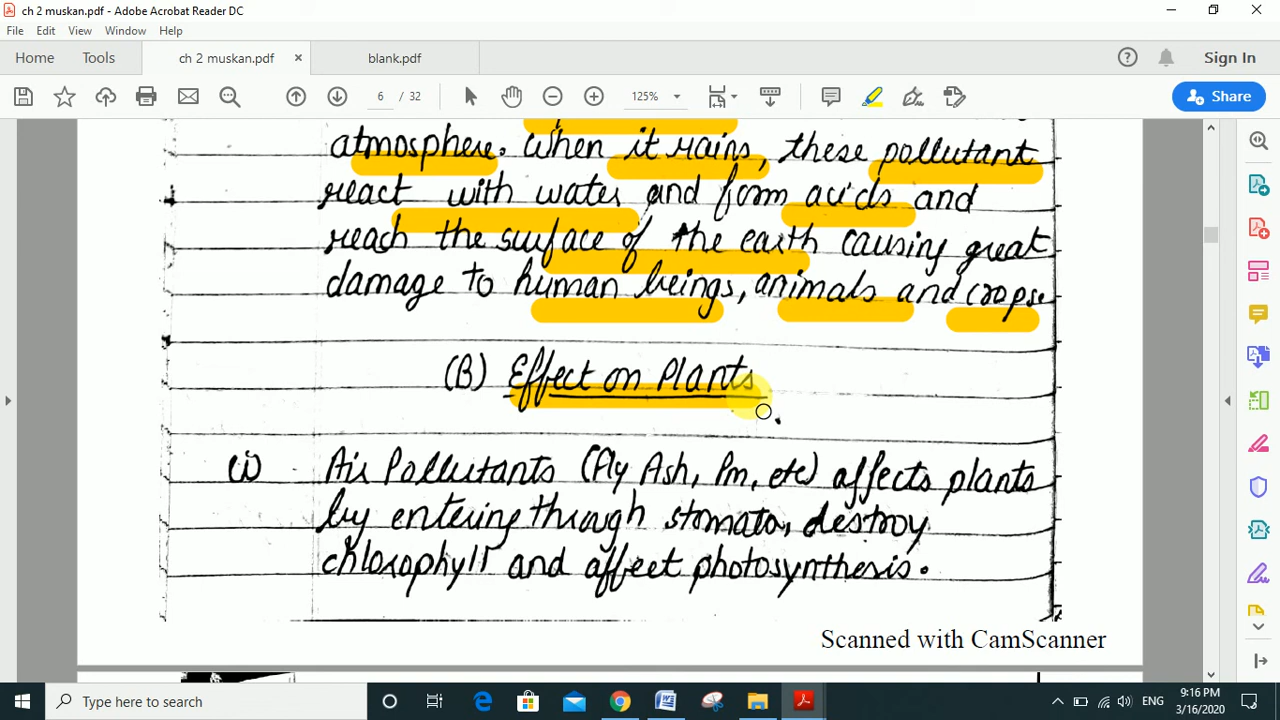 ch 2 muskan.pdf - Adobe Acrobat Reader DC
File Edit View Window Help
Home Tools ch 2 muskan.pdf × blank.pdf Sign In
6 / 32 125% Share
atmosphere. When it rains, these pollutant
react with water and form acids and
reach the surface of the earth causing great
damage to human beings, animals and crops.
(B) Effect on Plants
(i) Air Pollutants (Fly Ash, Pm, etc) affects plants
by entering through stomata, destroy
chlorophyll and affect photosynthesis.
Scanned with CamScanner
Type here to search
ENG
9:16 PM
3/16/2020